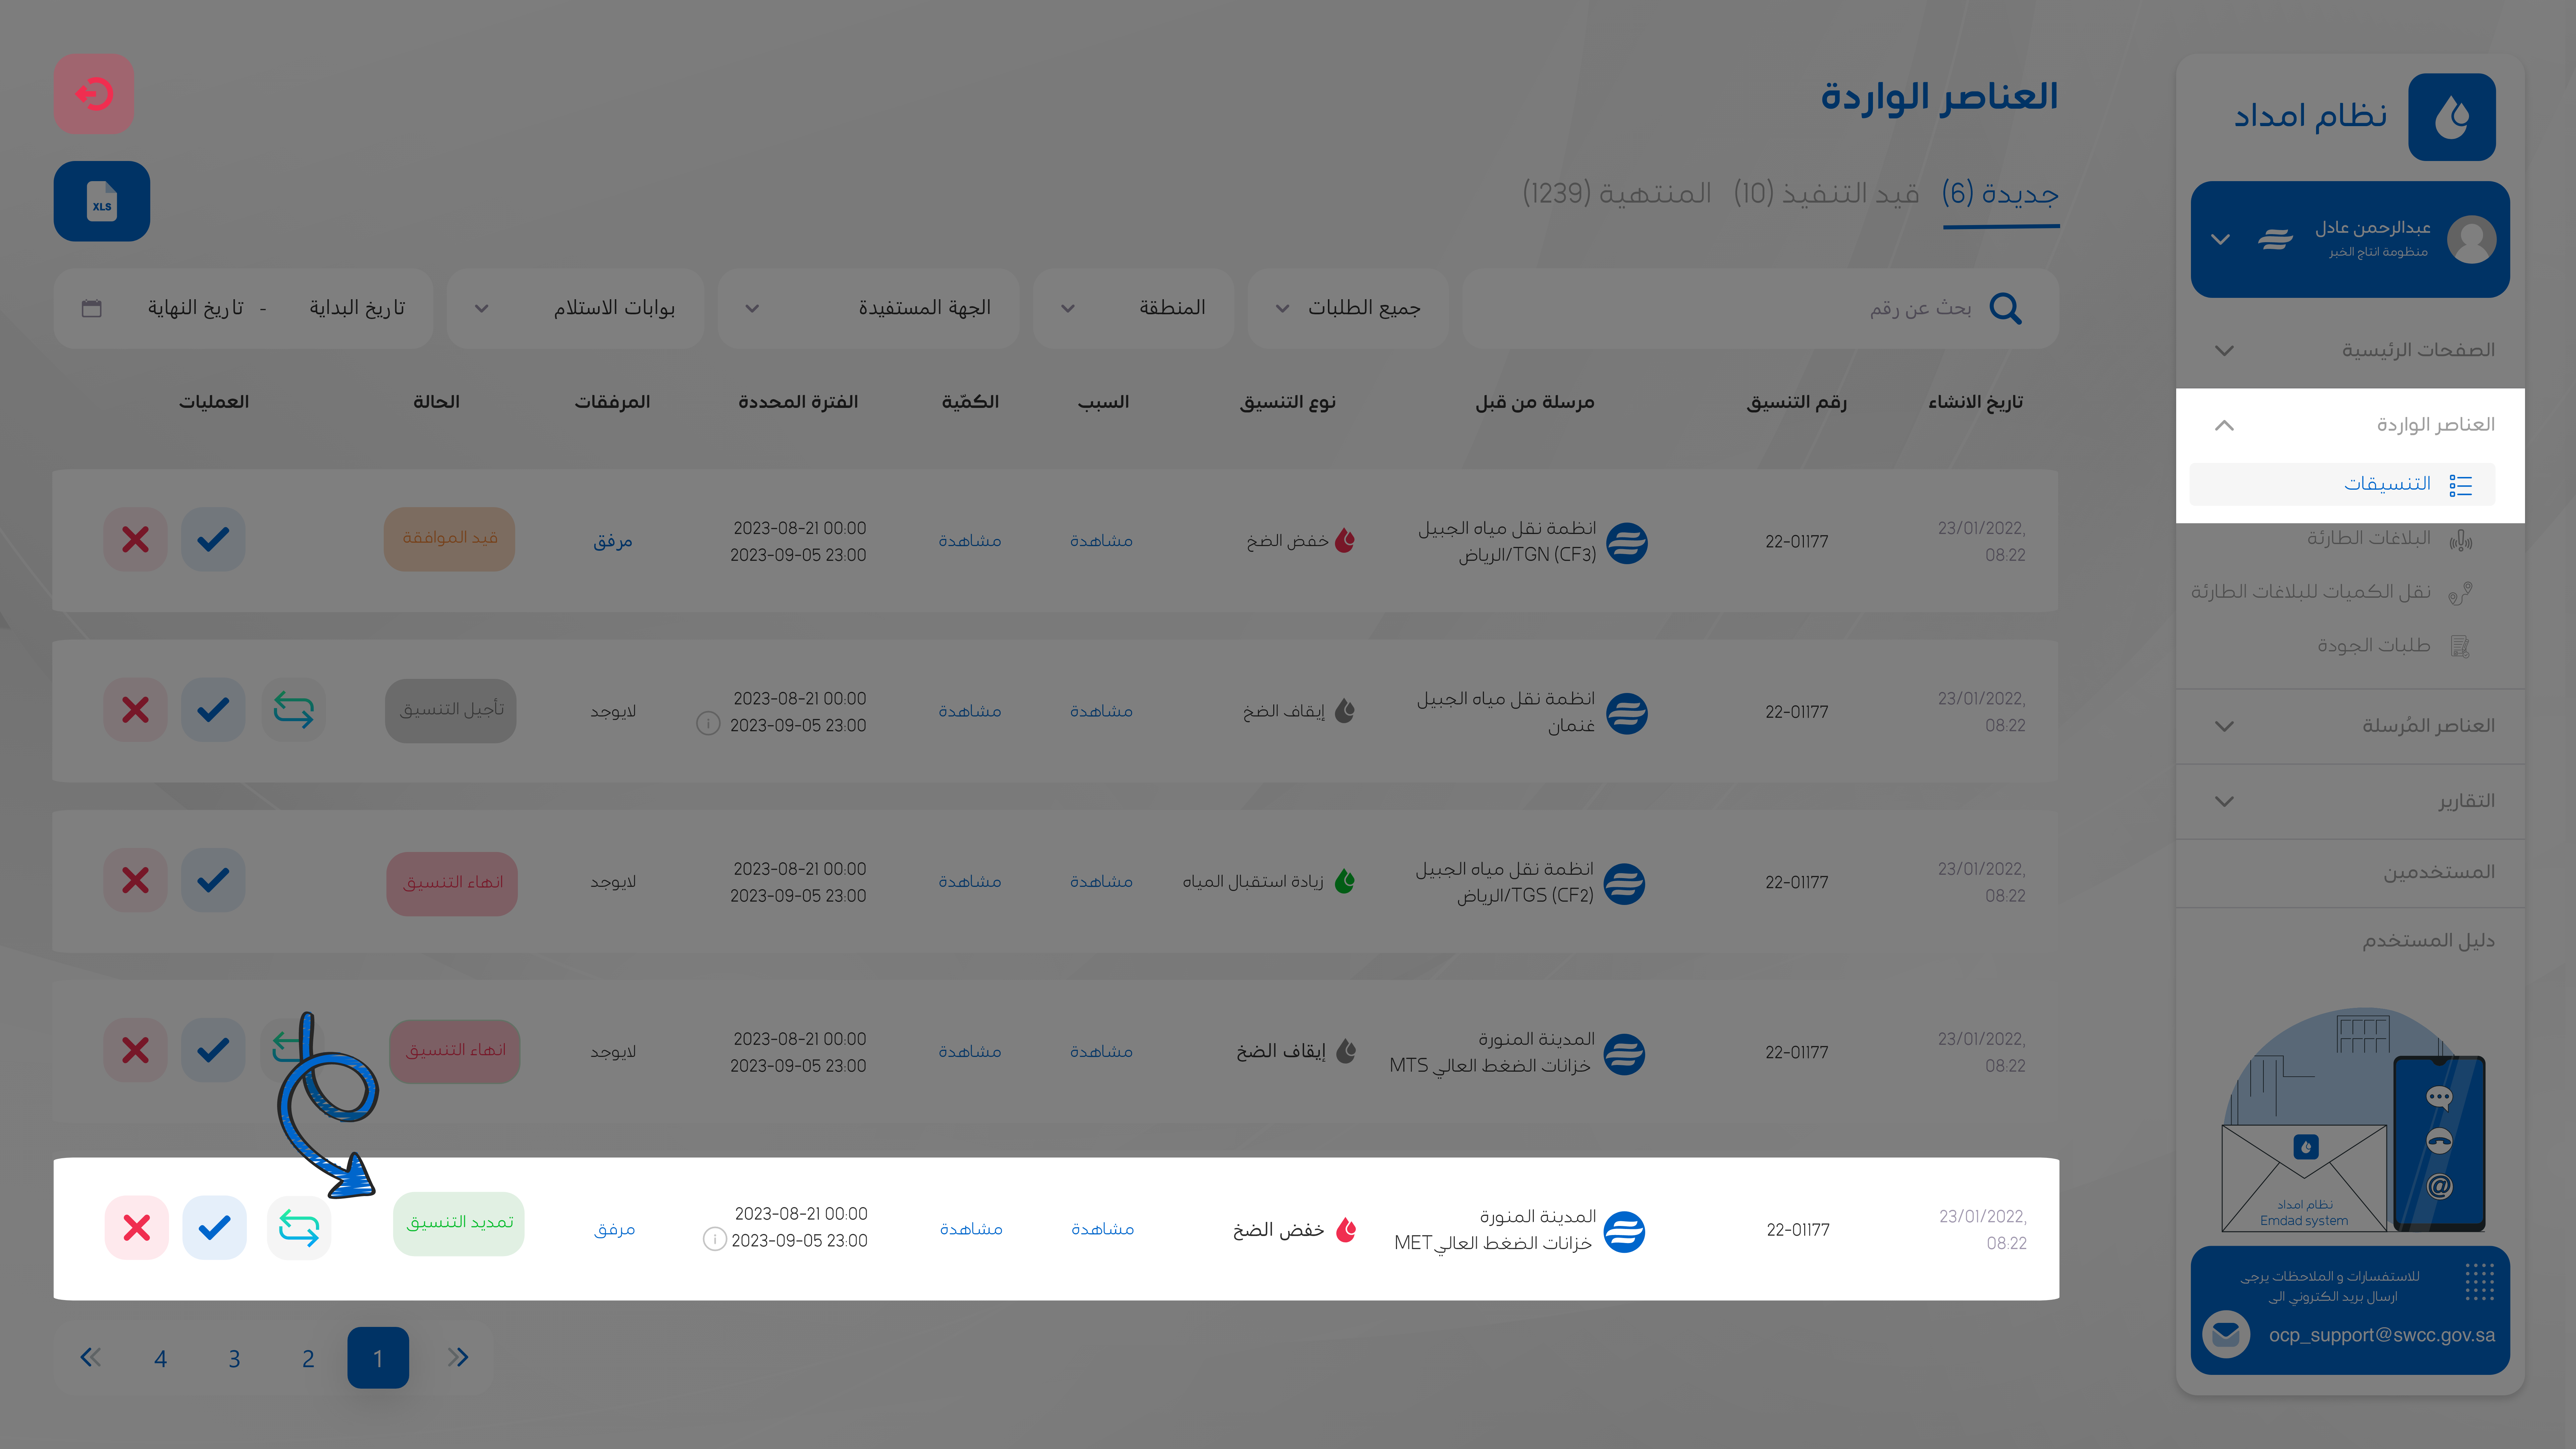 نظام امداد
عبدالرحمن عادل
منظومة انتاج الخبر
الصفحات الرئيسية
العناصر الواردة
التنسيقات
البلاغات الطارئة
نقل الكميات للبلاغات الطارئة
طلبات الجودة
العناصر المُرسلة
التقارير
المستخدمين
دليل المستخدم
نظام امداد
Emdad system
للاستفسارات و الملاحظات يرجى
ارسال بريد الكتروني الى
ocp_support@swcc.gov.sa
العناصر الواردة
جديدة (6) قيد التنفيذ (10) المنتهية (1239)
XLS
بحث عن رقم جميع الطلبات المنطقة الجهة المستفيدة بوابات الاستلام تاريخ البداية - تاريخ النهاية
تاريخ الانشاء رقم التنسيق مرسلة من قبل نوع التنسيق السبب الكمّية الفترة المحددة المرفقات الحالة العمليات
23/01/2022, 08:22 22-01177 انظمة نقل مياه الجبيل الرياض/TGN (CF3) خفض الضخ مشاهدة مشاهدة 2023-08-21 00:00 2023-09-05 23:00 مرفق قيد الموافقة
23/01/2022, 08:22 22-01177 انظمة نقل مياه الجبيل غنمان إيقاف الضخ مشاهدة مشاهدة 2023-08-21 00:00 2023-09-05 23:00 لايوجد تأجيل التنسيق
23/01/2022, 08:22 22-01177 انظمة نقل مياه الجبيل الرياض/TGS (CF2) زيادة استقبال المياه مشاهدة مشاهدة 2023-08-21 00:00 2023-09-05 23:00 لايوجد انهاء التنسيق
23/01/2022, 08:22 22-01177 المدينة المنورة خزانات الضغط العالي MTS إيقاف الضخ مشاهدة مشاهدة 2023-08-21 00:00 2023-09-05 23:00 لايوجد انهاء التنسيق
23/01/2022, 08:22 22-01177 المدينة المنورة خزانات الضغط العالي MET خفض الضخ مشاهدة مشاهدة 2023-08-21 00:00 2023-09-05 23:00 مرفق تمديد التنسيق
1 2 3 4